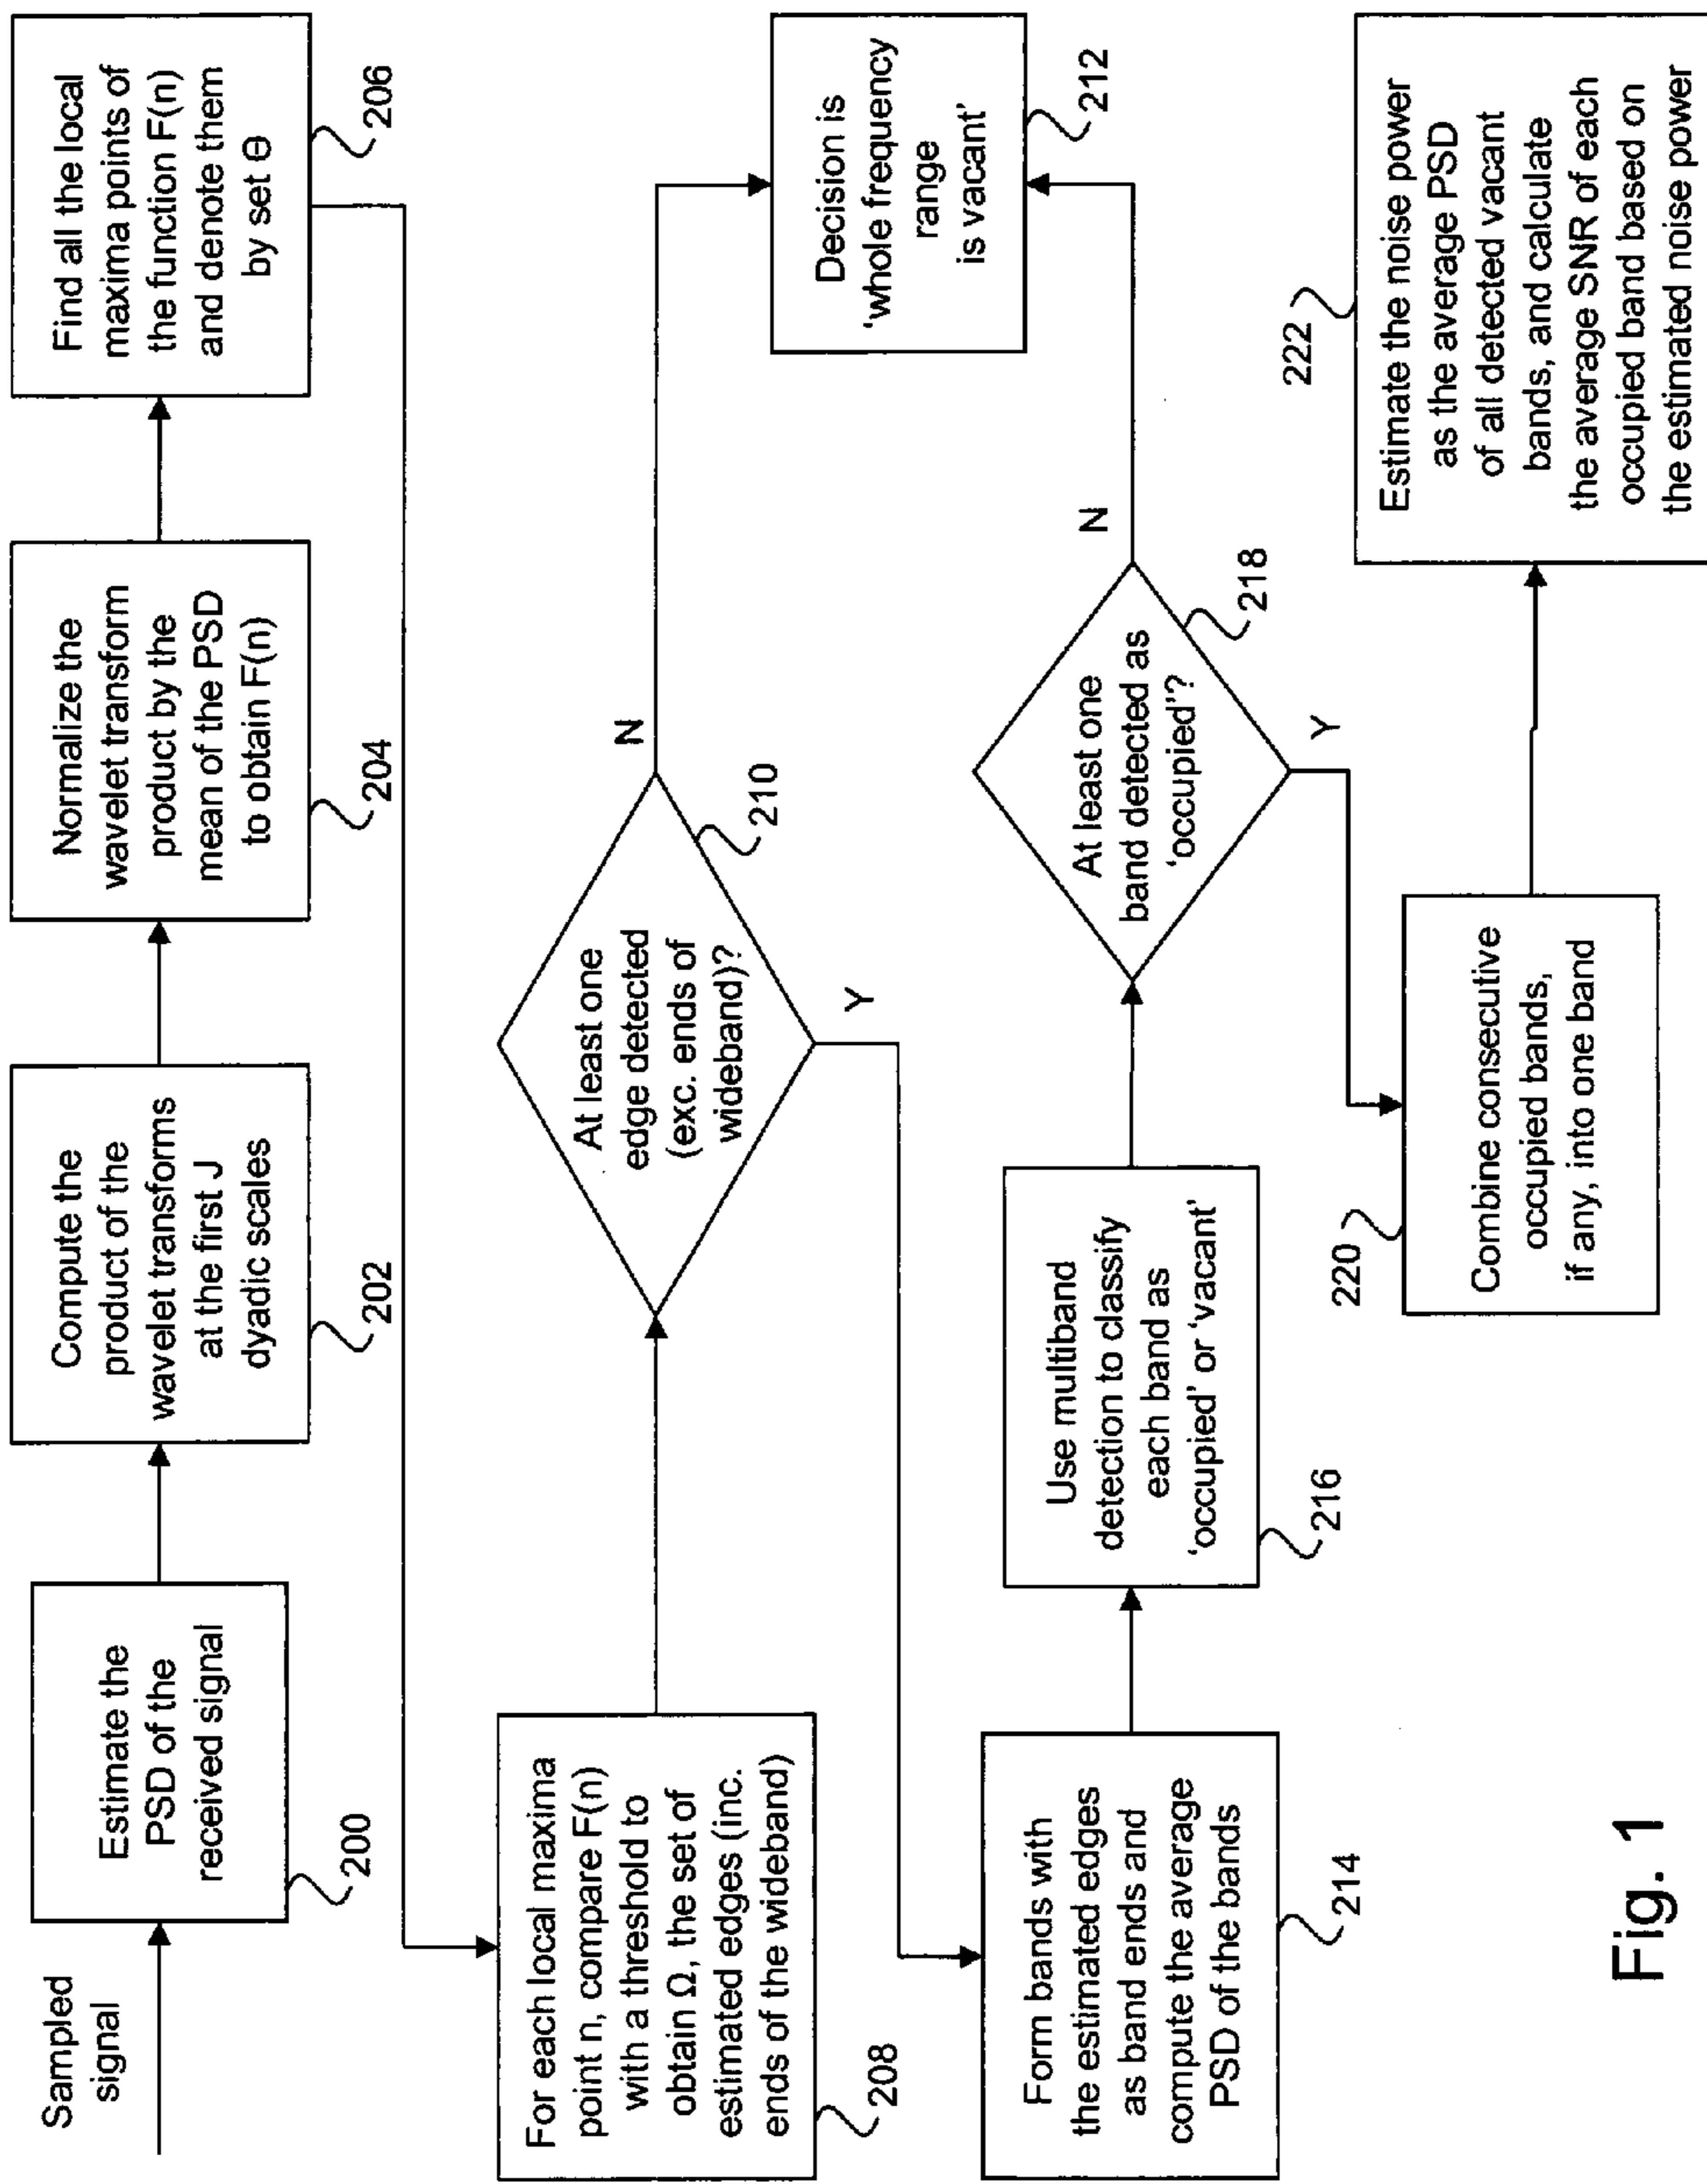 Sampled
signal
Estimate the
PSD of the
received signal
200
Compute the
product of the
wavelet transforms
at the first J
dyadic scales
202
Normalize the
wavelet transform
product by the
mean of the PSD
to obtain F(n)
204
Find all the local
maxima points of
the function F(n)
and denote them
by set Θ
206
For each local maxima
point n, compare F(n)
with a threshold to
obtain Ω, the set of
estimated edges (inc.
ends of the wideband)
208
At least one
edge detected
(exc. ends of
wideband)?
210
N
Y
Decision is
‘whole frequency
range
is vacant’
212
Form bands with
the estimated edges
as band ends and
compute the average
PSD of the bands
214
Use multiband
detection to classify
each band as
‘occupied’ or ‘vacant’
216
At least one
band detected as
‘occupied’?
218
N
Y
Combine consecutive
occupied bands,
if any, into one band
220
Estimate the noise power
as the average PSD
of all detected vacant
bands, and calculate
the average SNR of each
occupied band based on
the estimated noise power
222
Fig. 1